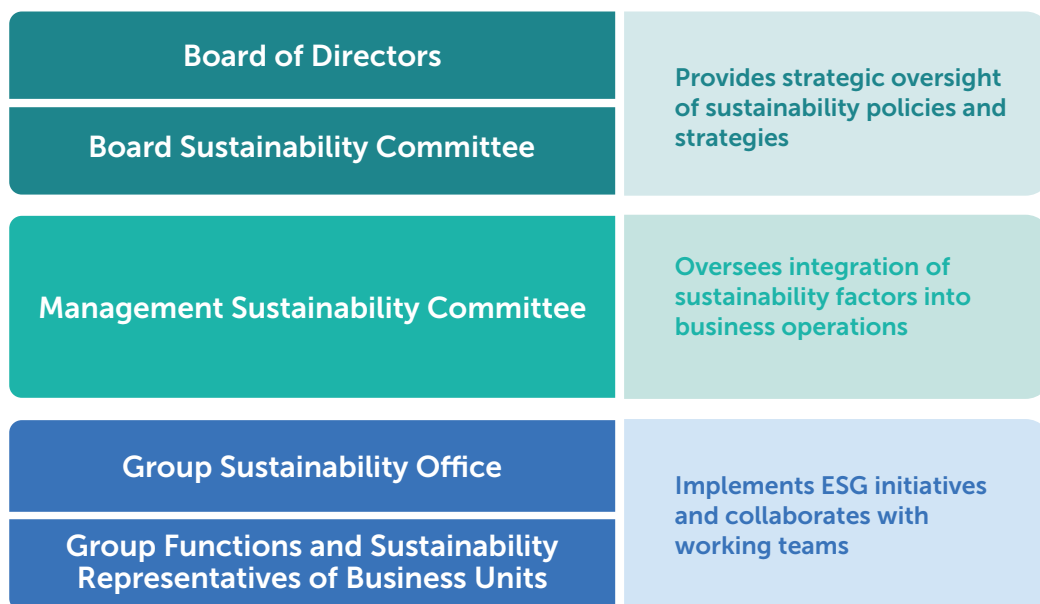 Board of Directors
Board Sustainability Committee
Provides strategic oversight
of sustainability policies and
strategies
Management Sustainability Committee
Oversees integration of
sustainability factors into
business operations
Group Sustainability Office
Group Functions and Sustainability
Representatives of Business Units
Implements ESG initiatives
and collaborates with
working teams